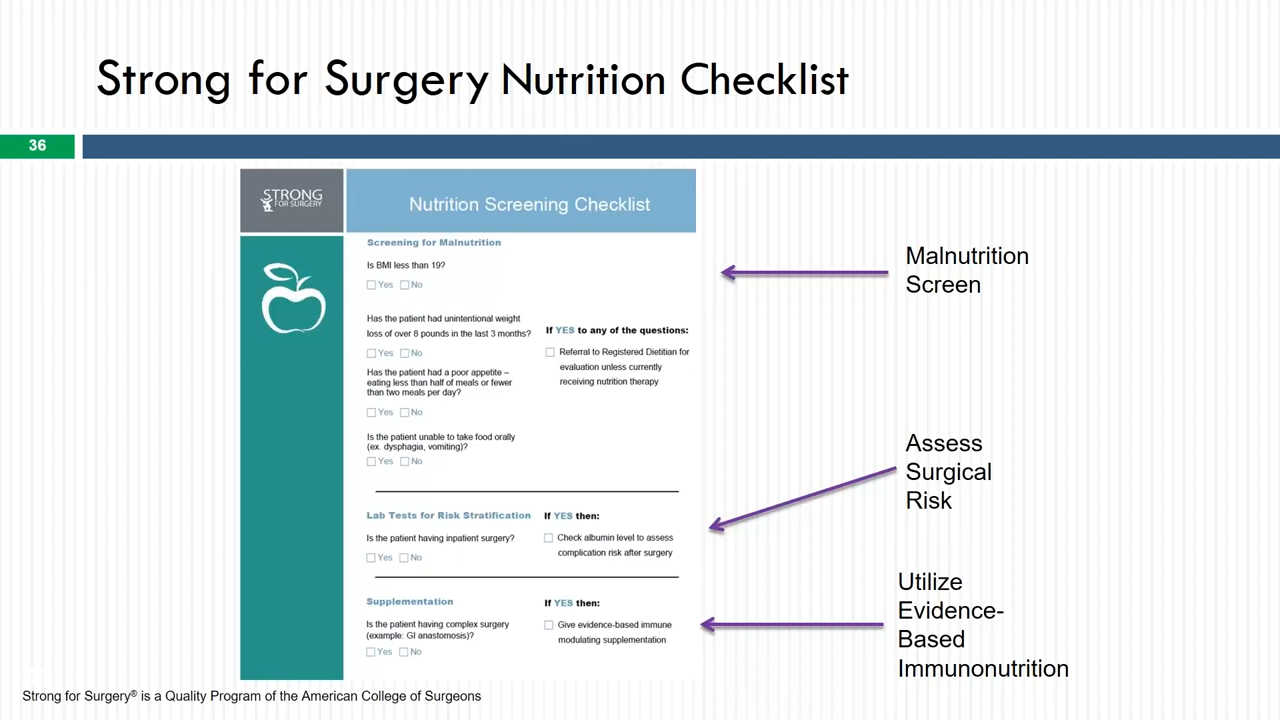 Strong for Surgery Nutrition Checklist
36
STRONG
FOR SURGERY
Nutrition Screening Checklist
Screening for Malnutrition
Is BMI less than 19?
Yes No
Has the patient had unintentional weight
loss of over 8 pounds in the last 3 months?
Yes No
Has the patient had a poor appetite –
eating less than half of meals or fewer
than two meals per day?
Yes No
Is the patient unable to take food orally
(ex. dysphagia, vomiting)?
Yes No
If YES to any of the questions:
Referral to Registered Dietitian for
evaluation unless currently
receiving nutrition therapy
Malnutrition
Screen
Lab Tests for Risk Stratification
Is the patient having inpatient surgery?
Yes No
If YES then:
Check albumin level to assess
complication risk after surgery
Assess
Surgical
Risk
Supplementation
Is the patient having complex surgery
(example: GI anastomosis)?
Yes No
If YES then:
Give evidence-based immune
modulating supplementation
Utilize
Evidence-
Based
Immunonutrition
Strong for Surgery® is a Quality Program of the American College of Surgeons